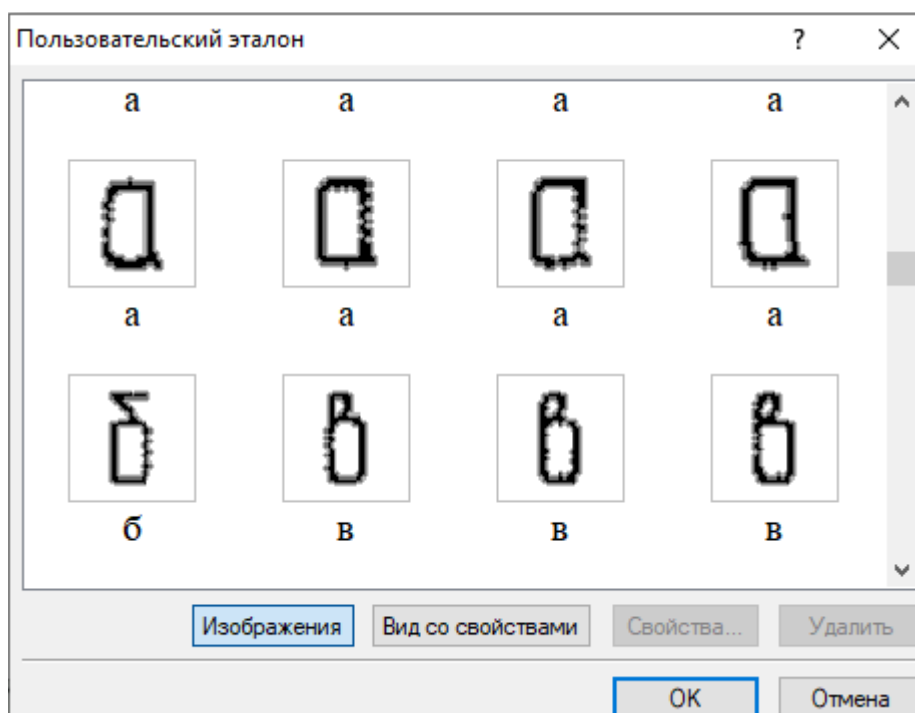 Пользовательский эталон ?
а а а а
а а а а
а а а а
б в в в
б в в в
Изображения Вид со свойствами Свойства... Удалить
OK Отмена